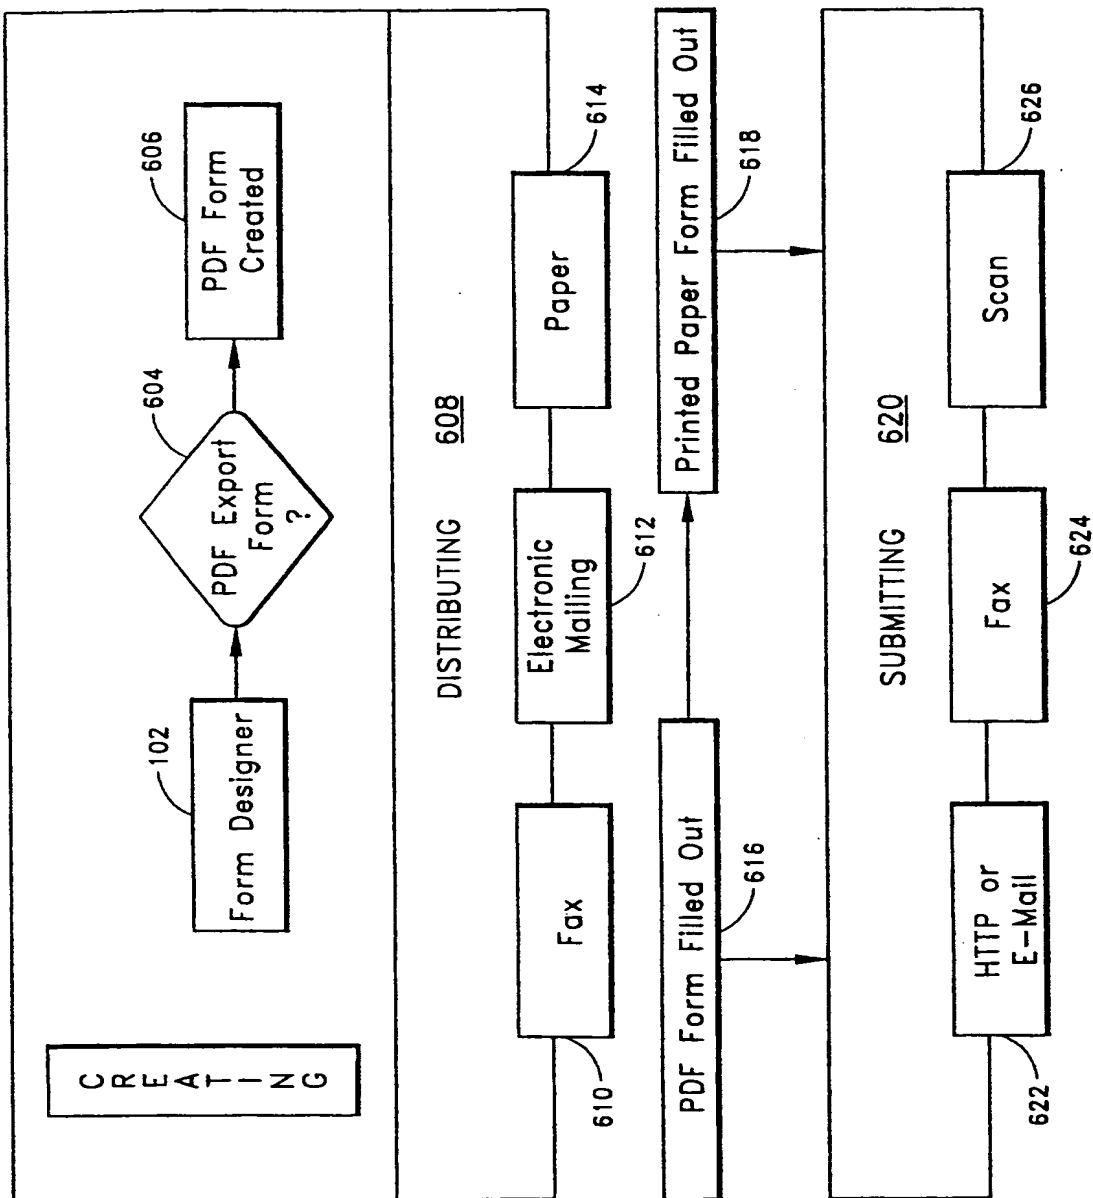 CREATING
102
Form Designer
604
PDF Export
Form
?
606
PDF Form
Created
DISTRIBUTING
608
Fax
610
Electronic
Mailing
612
Paper
614
PDF Form Filled Out
616
Printed Paper Form Filled Out
618
SUBMITTING
620
HTTP or
E-Mail
622
Fax
624
Scan
626